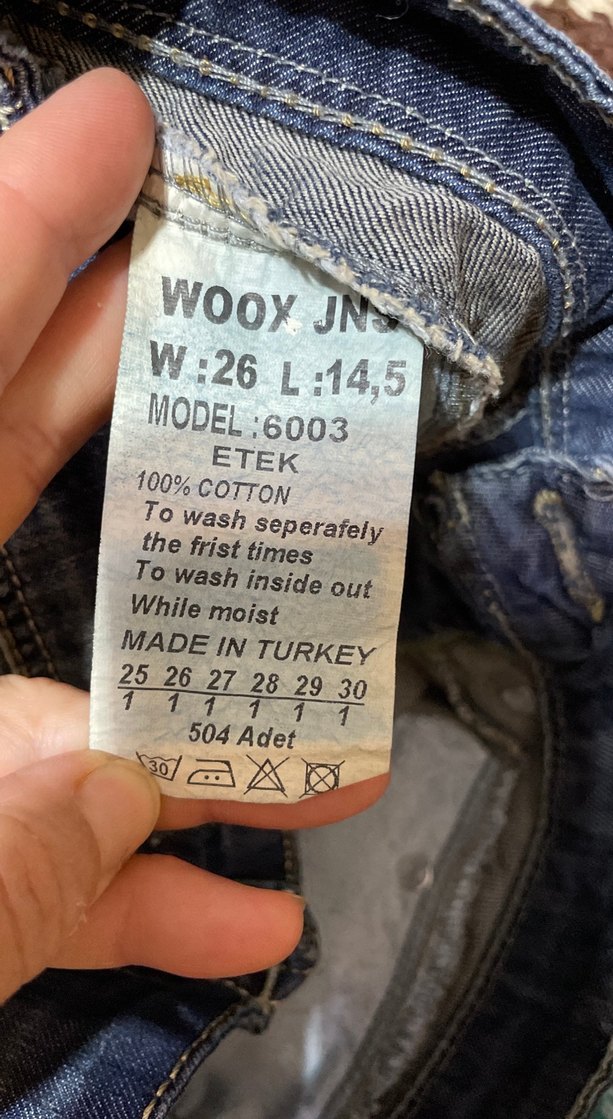 WOOX JNS
W:26 L:14,5
MODEL:6003
ETEK
100% COTTON
To wash seperafely
the frist times
To wash inside out
While moist
MADE IN TURKEY
25 26 27 28 29 30
1 1 1 1 1 1
504 Adet
30